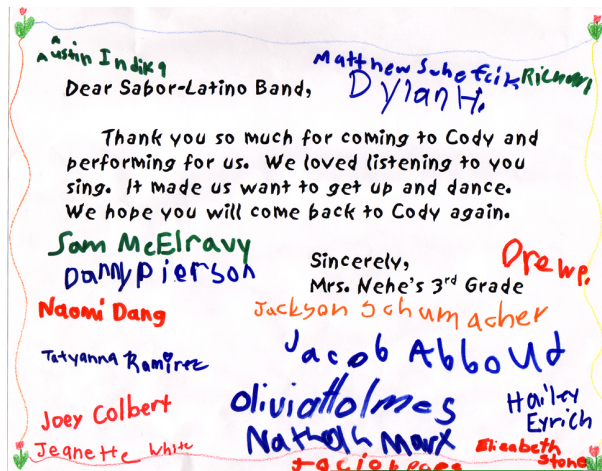 Austin Indika
Matthew
Richard
Dylan H.
Dear Sabor-Latino Band,
Thank you so much for coming to Cody and
performing for us. We loved listening to you
sing. It made us want to get up and dance.
We hope you will come back to Cody again.
Sam McElravy
Danny Pierson
Sincerely,
Drew P.
Mrs. Nehe's 3rd Grade
Naomi Dang
Jackson Schumacher
Jacob Abboud
Tatyanna Ramirez
Olivia Holmes
Hailey
Eyrich
Joey Colbert
Nathan Marx
Jeanette White
Elisabeth
Stone